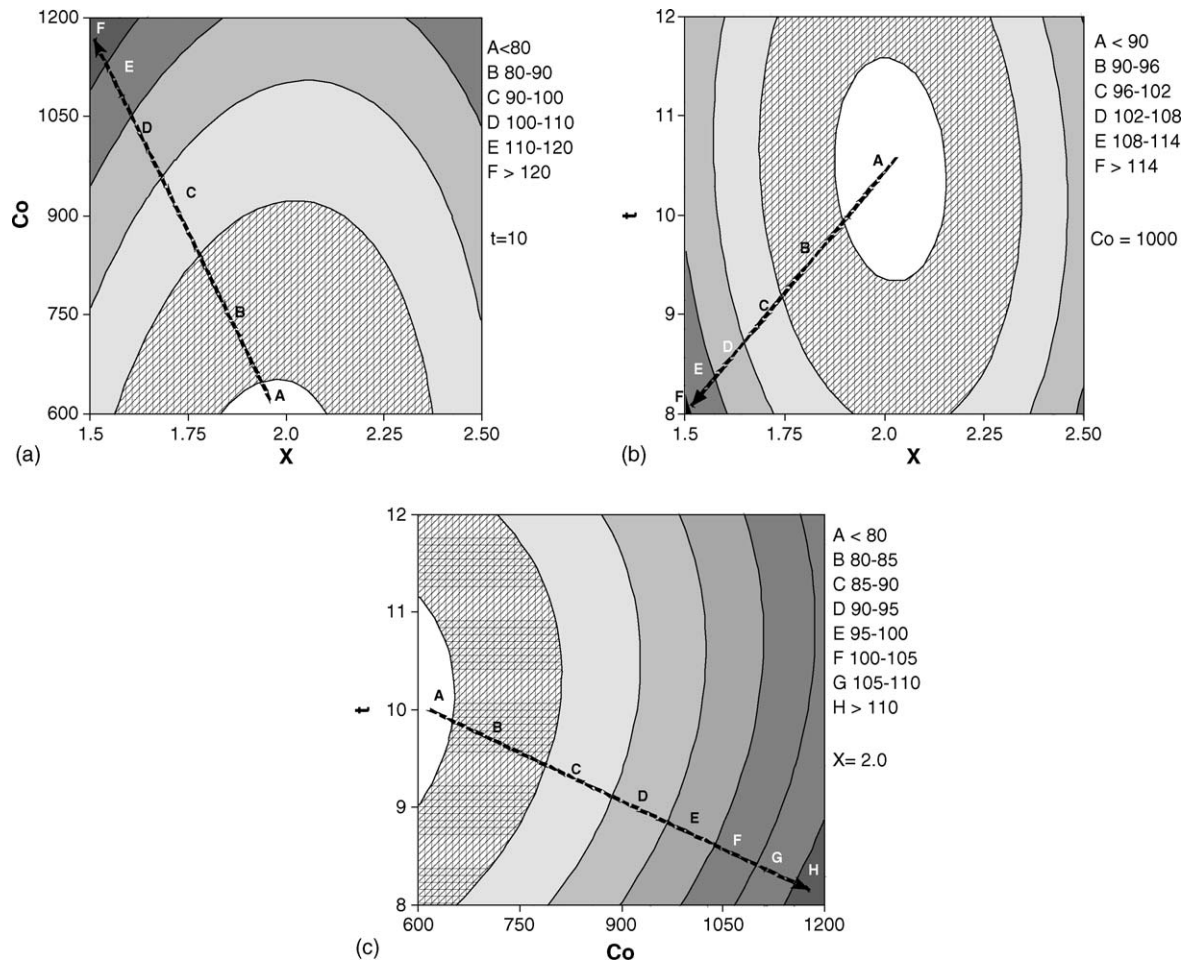 1200
1050
900
750
600
Co
1.5
1.75
2.0
2.25
2.50
X
(a)
F
E
D
C
B
A
A<80
B 80-90
C 90-100
D 100-110
E 110-120
F > 120
t=10
12
11
10
9
8
t
1.5
1.75
2.0
2.25
2.50
X
(b)
A
B
C
D
E
F
A < 90
B 90-96
C 96-102
D 102-108
E 108-114
F > 114
Co = 1000
12
11
10
9
8
t
600
750
900
1050
1200
Co
(c)
A
B
C
D
E
F
G
H
A < 80
B 80-85
C 85-90
D 90-95
E 95-100
F 100-105
G 105-110
H > 110
X= 2.0